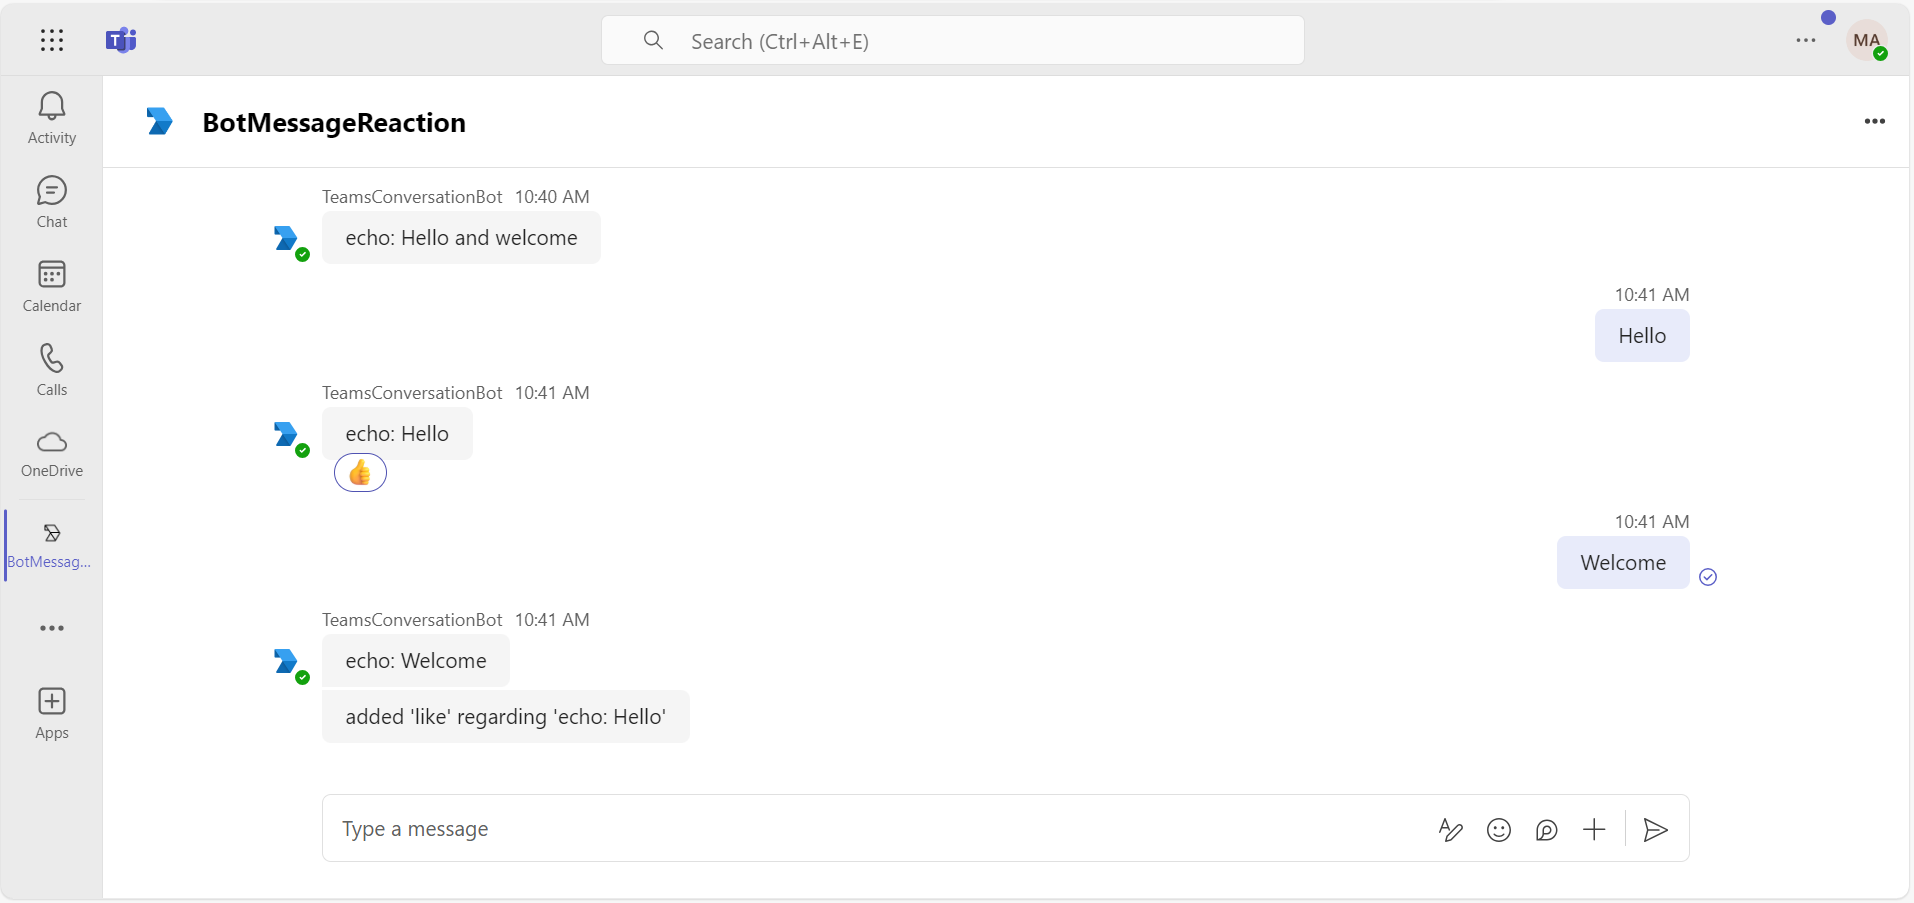 Search (Ctrl+Alt+E)
MA
Activity
Chat
Calendar
Calls
OneDrive
BotMessag...
Apps
BotMessageReaction
TeamsConversationBot 10:40 AM
echo: Hello and welcome
10:41 AM
Hello
TeamsConversationBot 10:41 AM
echo: Hello
10:41 AM
Welcome
TeamsConversationBot 10:41 AM
echo: Welcome
added 'like' regarding 'echo: Hello'
Type a message